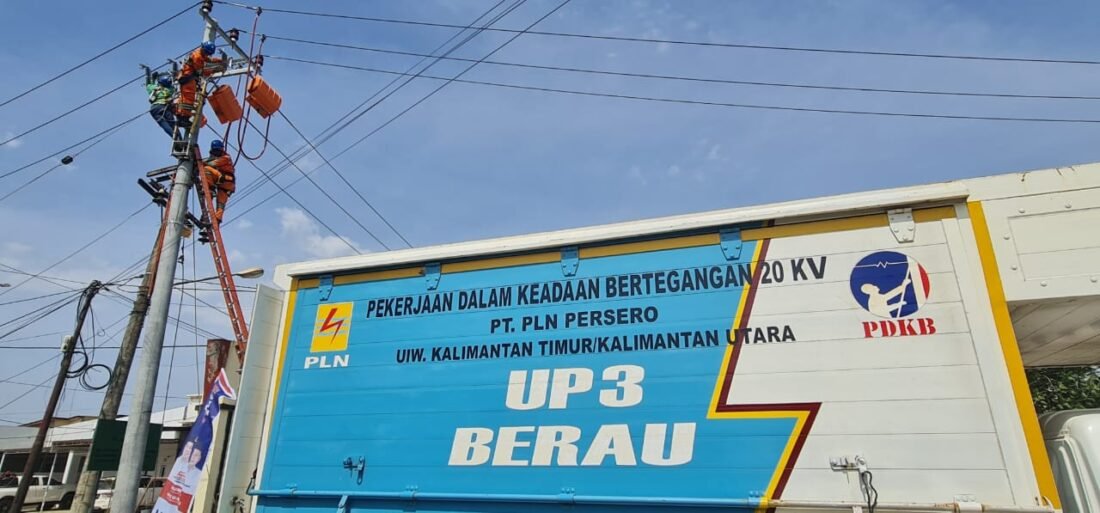 PEKERJAAN DALAM KEADAAN BERTEGANGAN 20 KV
PT. PLN PERSERO
UIW. KALIMANTAN TIMUR/KALIMANTAN UTARA
UP3
BERAU
PLN
PDKB